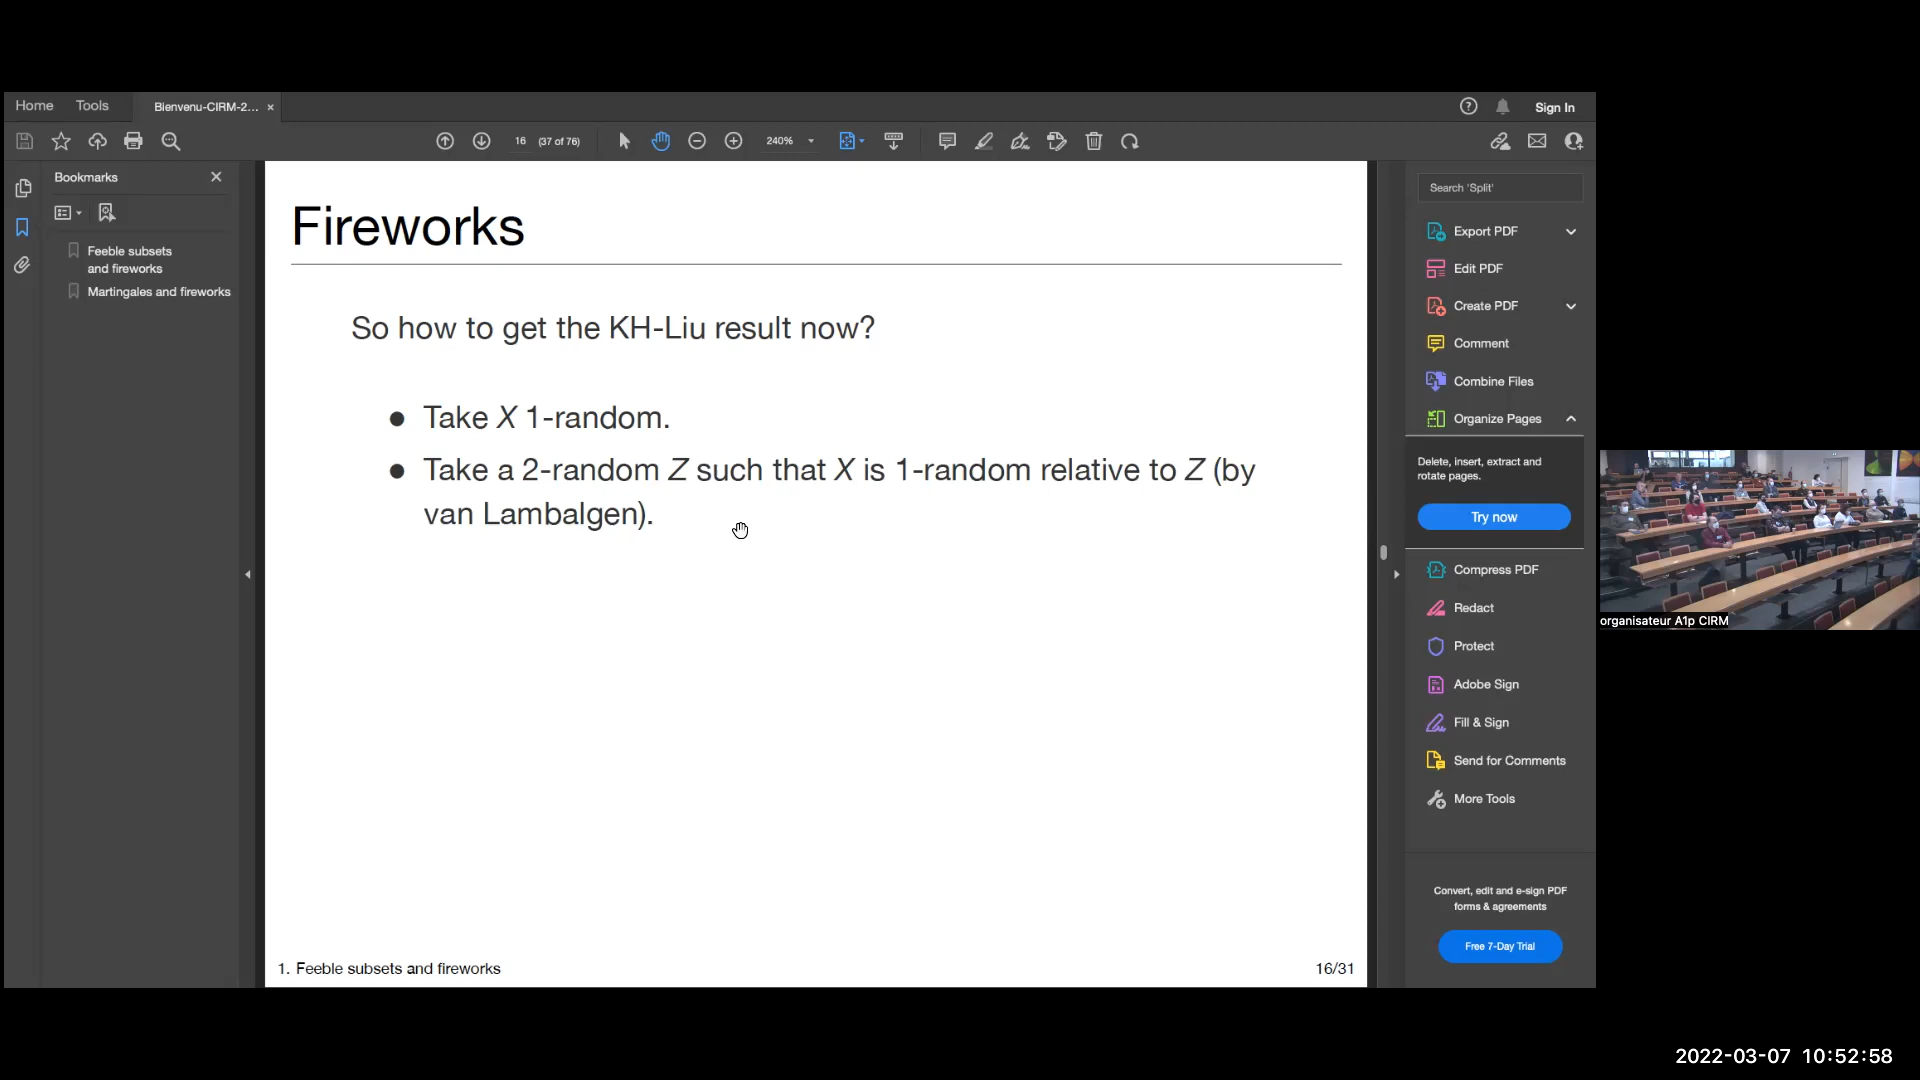 Home Tools Bienvenu-CIRM-2... × Sign In
16 (37 of 76) 240%
Bookmarks
Feeble subsets
and fireworks
Martingales and fireworks
Fireworks
So how to get the KH-Liu result now?
● Take X 1-random.
● Take a 2-random Z such that X is 1-random relative to Z (by
van Lambalgen).
1. Feeble subsets and fireworks 16/31
Search 'Split'
Export PDF
Edit PDF
Create PDF
Comment
Combine Files
Organize Pages
Delete, insert, extract and
rotate pages.
Try now
Compress PDF
Redact
Protect
Adobe Sign
Fill & Sign
Send for Comments
More Tools
Convert, edit and e-sign PDF
forms & agreements
Free 7-Day Trial
organisateur A1p CIRM
2022-03-07 10:52:58